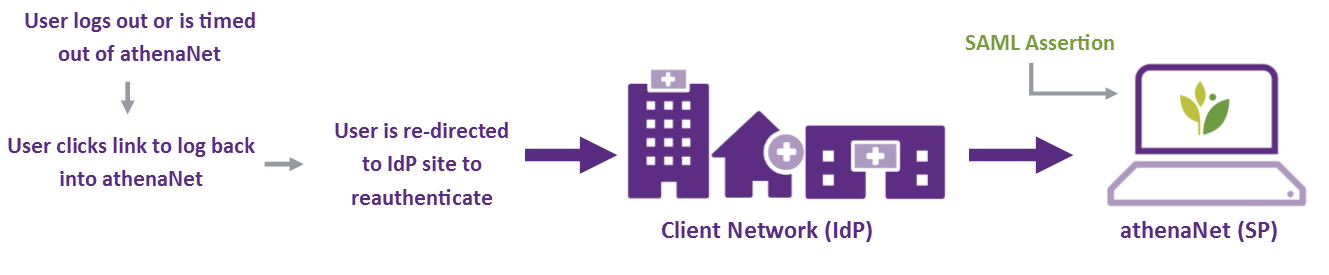 User logs out or is timed
out of athenaNet
User clicks link to log back
into athenaNet
User is re-directed
to IdP site to
reauthenticate
Client Network (IdP)
SAML Assertion
athenaNet (SP)